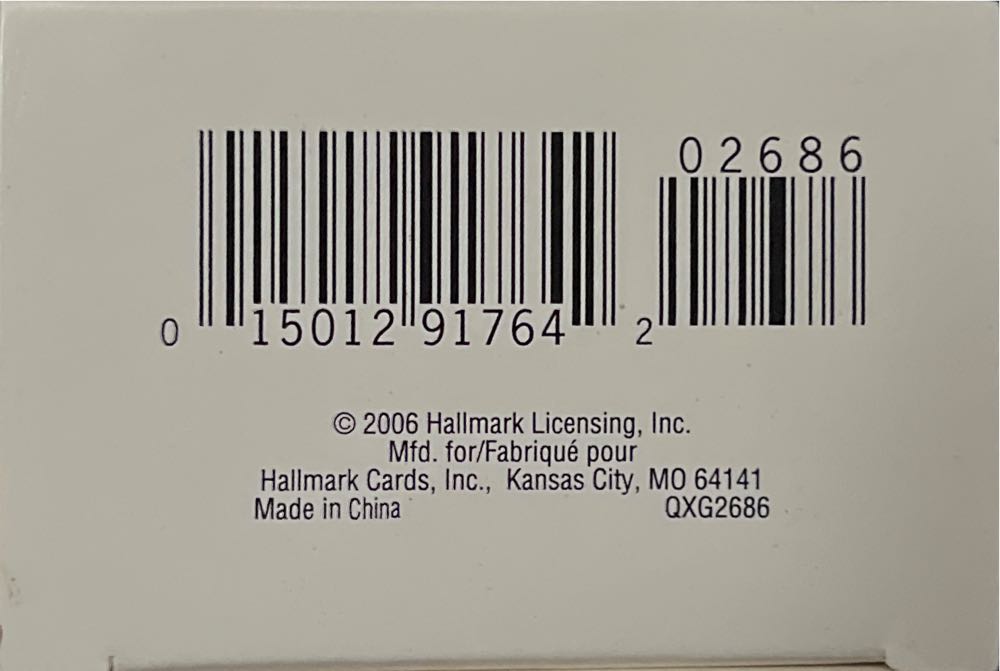 02686
0 15012 91764 2
© 2006 Hallmark Licensing, Inc.
Mfd. for/Fabriqué pour
Hallmark Cards, Inc., Kansas City, MO 64141
Made in China QXG2686